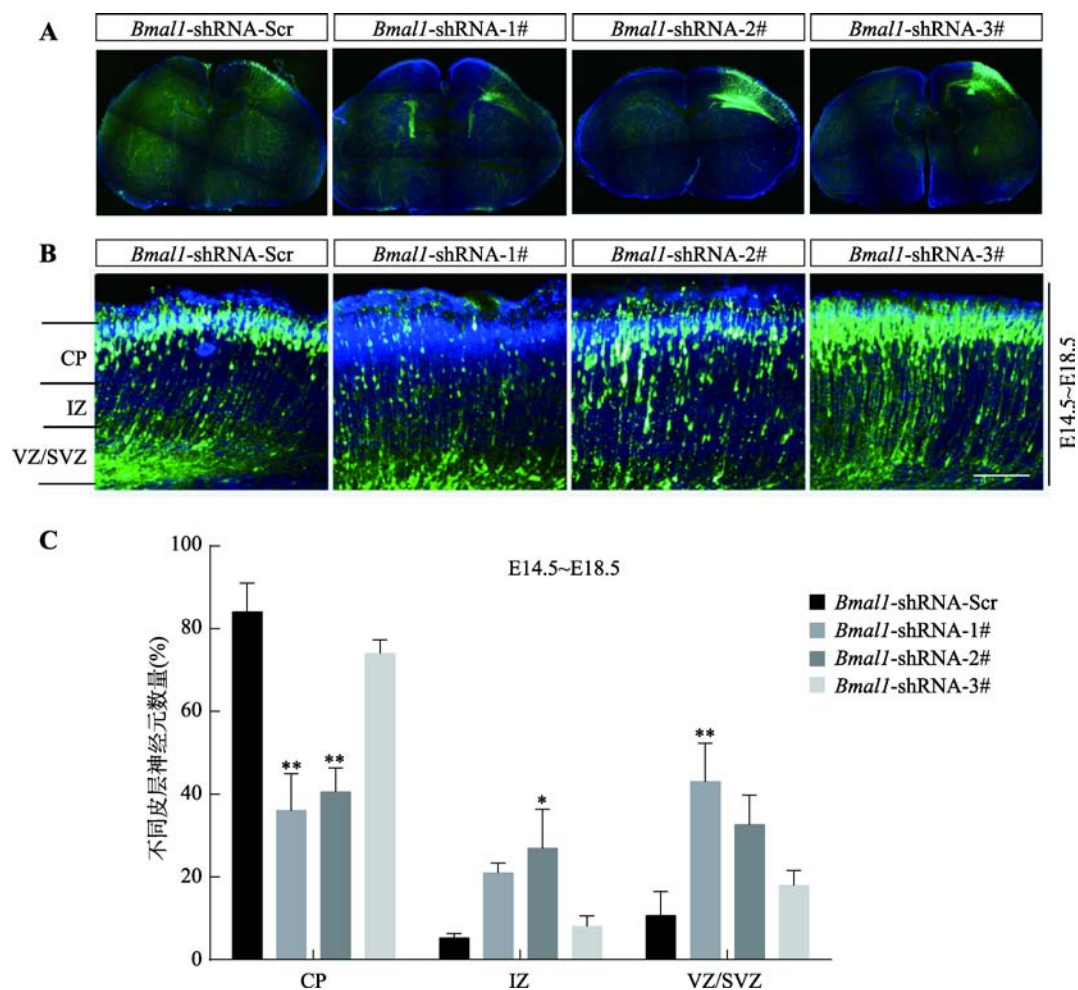 A
Bmal1-shRNA-Scr
Bmal1-shRNA-1#
Bmal1-shRNA-2#
Bmal1-shRNA-3#
B
Bmal1-shRNA-Scr
Bmal1-shRNA-1#
Bmal1-shRNA-2#
Bmal1-shRNA-3#
CP
IZ
VZ/SVZ
E14.5~E18.5
C
E14.5~E18.5
不同皮层神经元数量(%)
100
80
60
40
20
0
**
**
*
**
CP
IZ
VZ/SVZ
Bmal1-shRNA-Scr
Bmal1-shRNA-1#
Bmal1-shRNA-2#
Bmal1-shRNA-3#